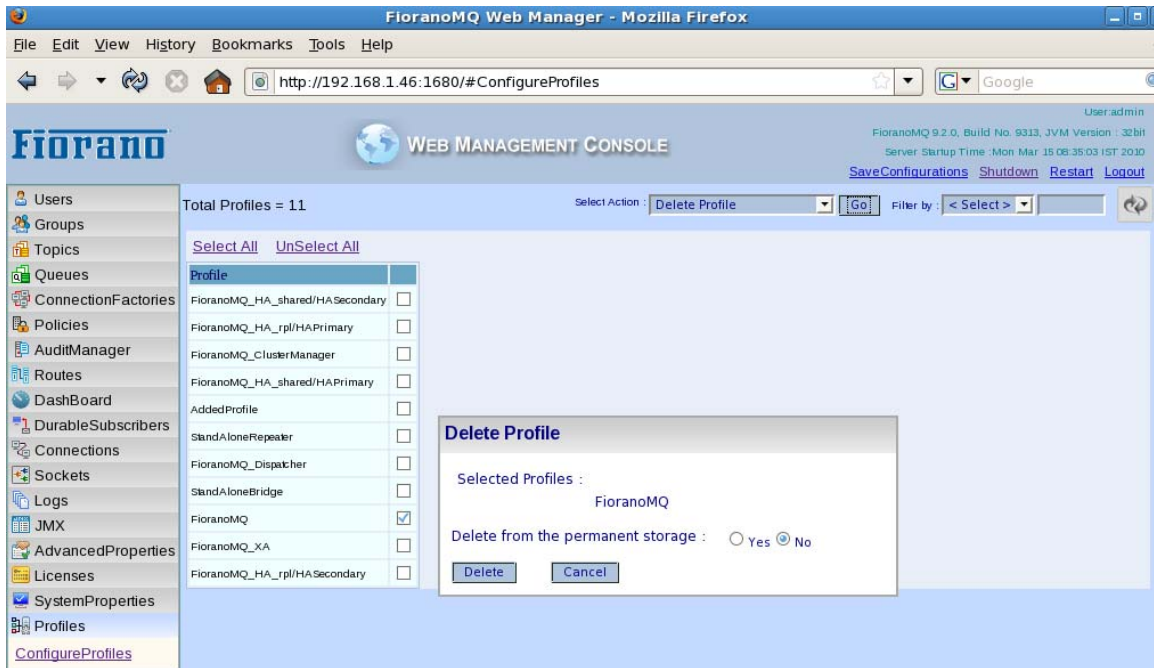 FioranoMQ Web Manager - Mozilla Firefox
File Edit View History Bookmarks Tools Help
http://192.168.1.46:1680/#ConfigureProfiles
G Google
User:admin
Fiorano
WEB MANAGEMENT CONSOLE
FioranoMQ 9.2.0, Build No. 9313, JVM Version : 32bit
Server Startup Time :Mon Mar 15 08:35:03 IST 2010
SaveConfigurations Shutdown Restart Logout
Users
Groups
Topics
Queues
ConnectionFactories
Policies
AuditManager
Routes
DashBoard
DurableSubscribers
Connections
Sockets
Logs
JMX
AdvancedProperties
Licenses
SystemProperties
Profiles
ConfigureProfiles
Total Profiles = 11
Select Action : Delete Profile Go Filter by : < Select >
Select All UnSelect All
Profile
FioranoMQ_HA_shared/HASecondary
FioranoMQ_HA_rpl/HAPrimary
FioranoMQ_ClusterManager
FioranoMQ_HA_shared/HAPrimary
AddedProfile
StandAloneRepeater
FioranoMQ_Dispatcher
StandAloneBridge
FioranoMQ
FioranoMQ_XA
FioranoMQ_HA_rpl/HASecondary
Delete Profile
Selected Profiles :
FioranoMQ
Delete from the permanent storage : Yes No
Delete Cancel